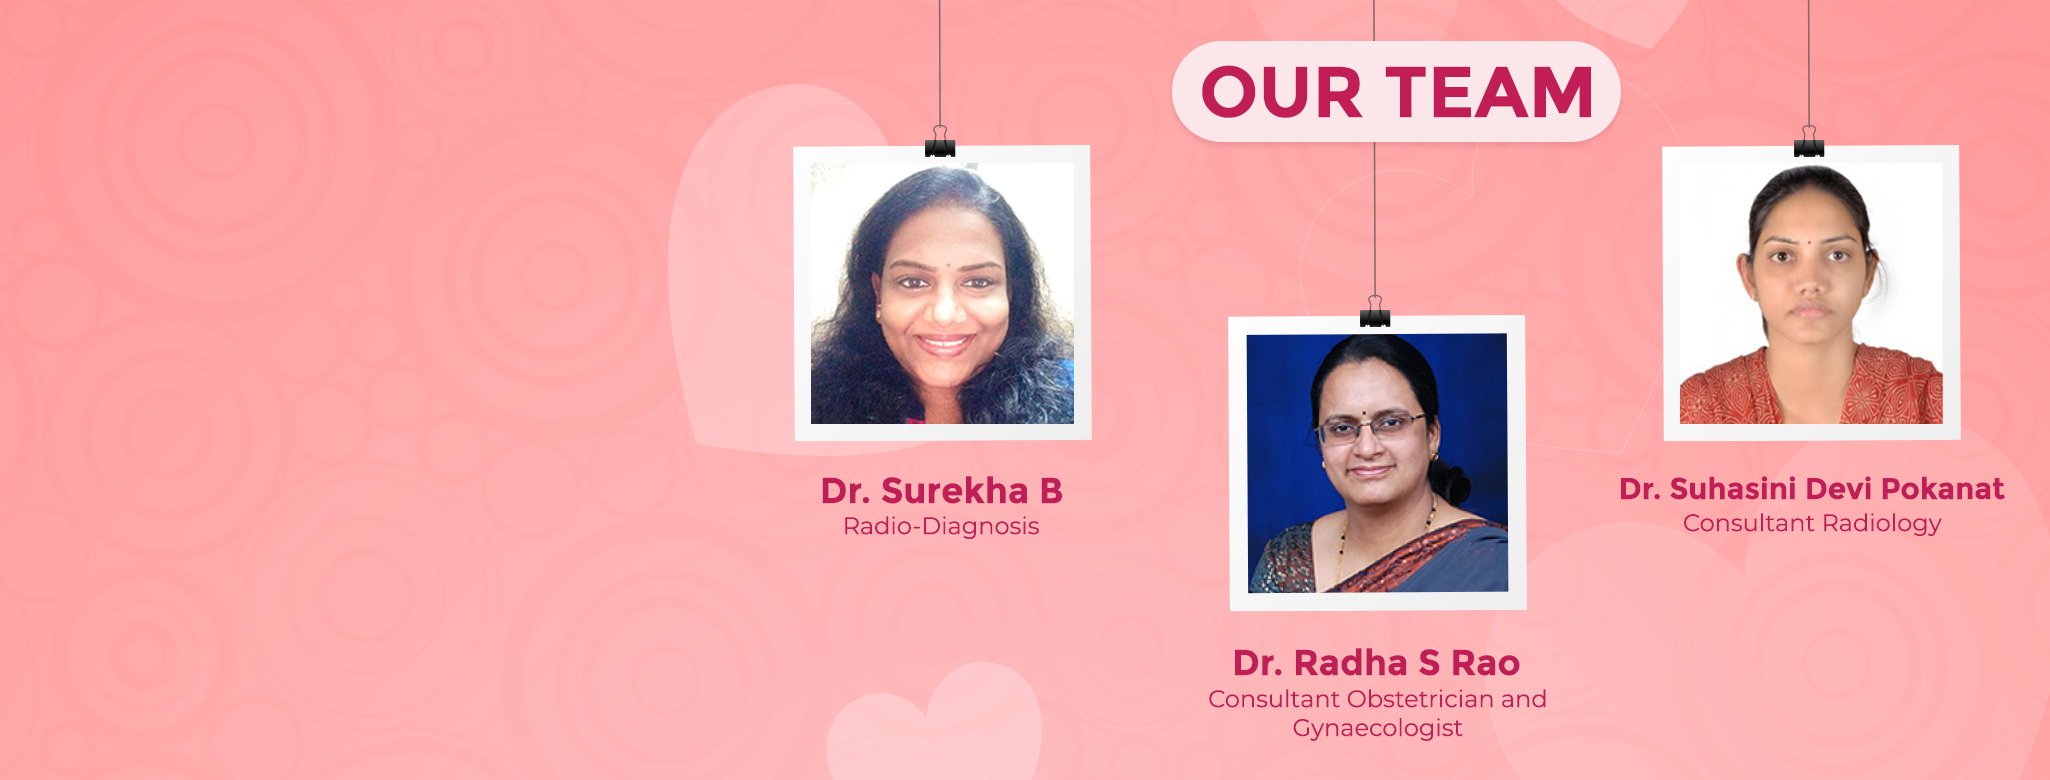 OUR TEAM
Dr. Surekha B
Radio-Diagnosis
Dr. Radha S Rao
Consultant Obstetrician and
Gynaecologist
Dr. Suhasini Devi Pokanat
Consultant Radiology